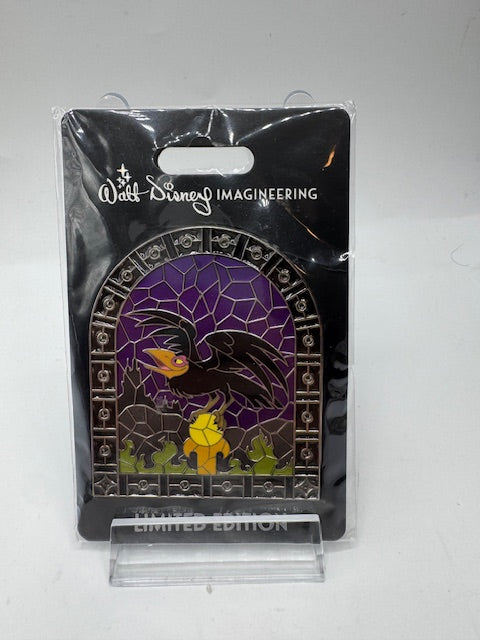 Walt Disney IMAGINEERING
LIMITED EDITION